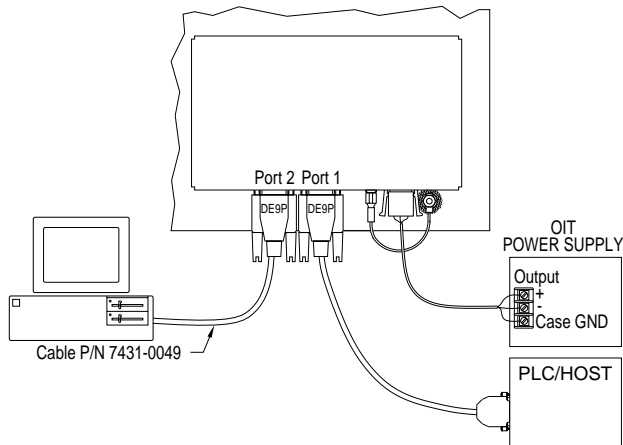 Port 2 Port 1
DE9P DE9P
OIT
POWER SUPPLY
Output
+
-
Case GND
Cable P/N 7431-0049
PLC/HOST